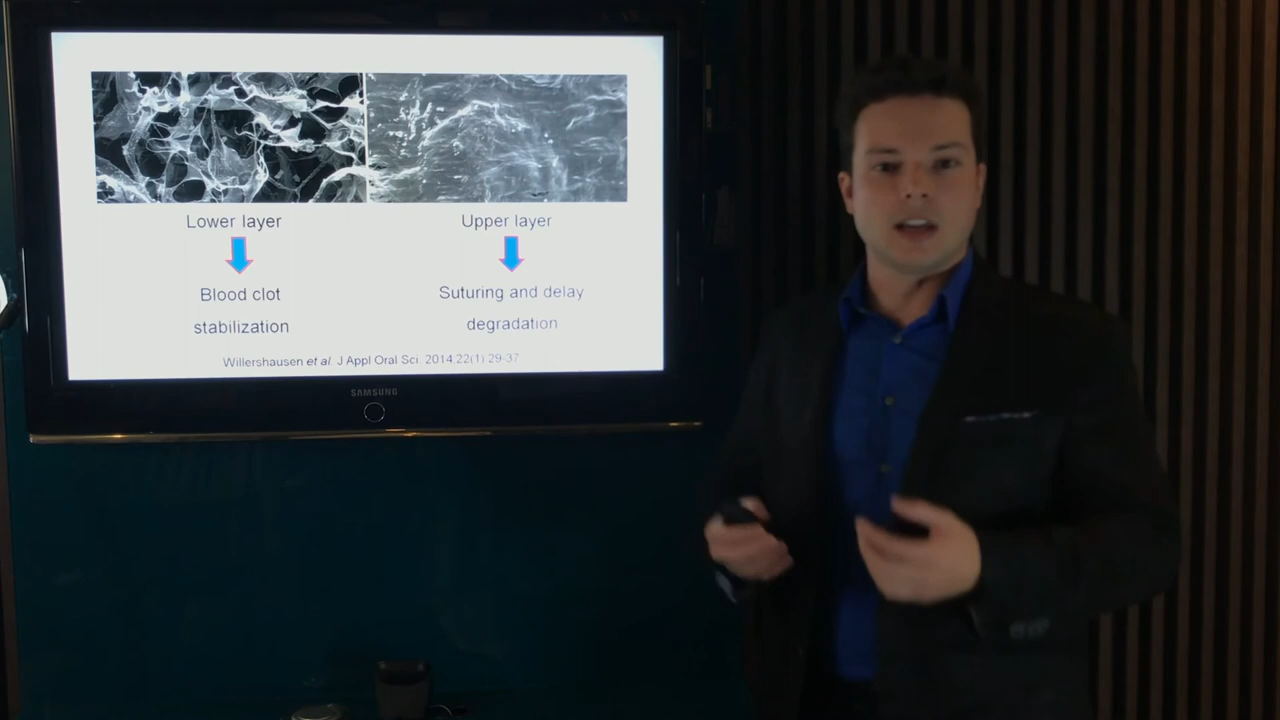 Lower layer
Upper layer
Blood clot
stabilization
Suturing and delay
degradation
Willershausen et al. J Appl Oral Sci. 2014;22(1):29-37
SAMSUNG